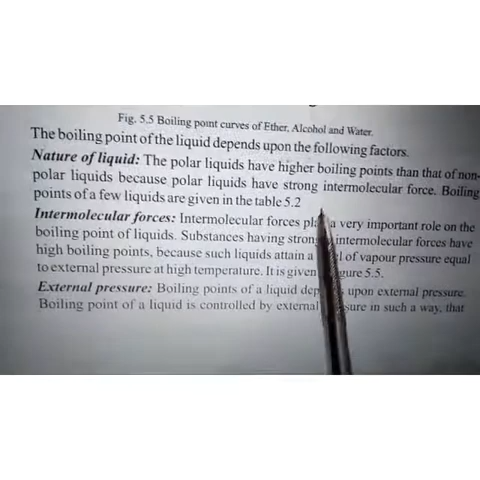 Fig. 5.5 Boiling point curves of Ether, Alcohol and Water.
The boiling point of the liquid depends upon the following factors.
Nature of liquid: The polar liquids have higher boiling points than that of non-
polar liquids because polar liquids have strong intermolecular force. Boiling
points of a few liquids are given in the table 5.2
Intermolecular forces: Intermolecular forces pl a very important role on the
boiling point of liquids. Substances having stron intermolecular forces have
high boiling points, because such liquids attain a l of vapour pressure equal
to external pressure at high temperature. It is given gure 5.5.
External pressure: Boiling points of a liquid dep s upon external pressure.
Boiling point of a liquid is controlled by external sure in such a way, that